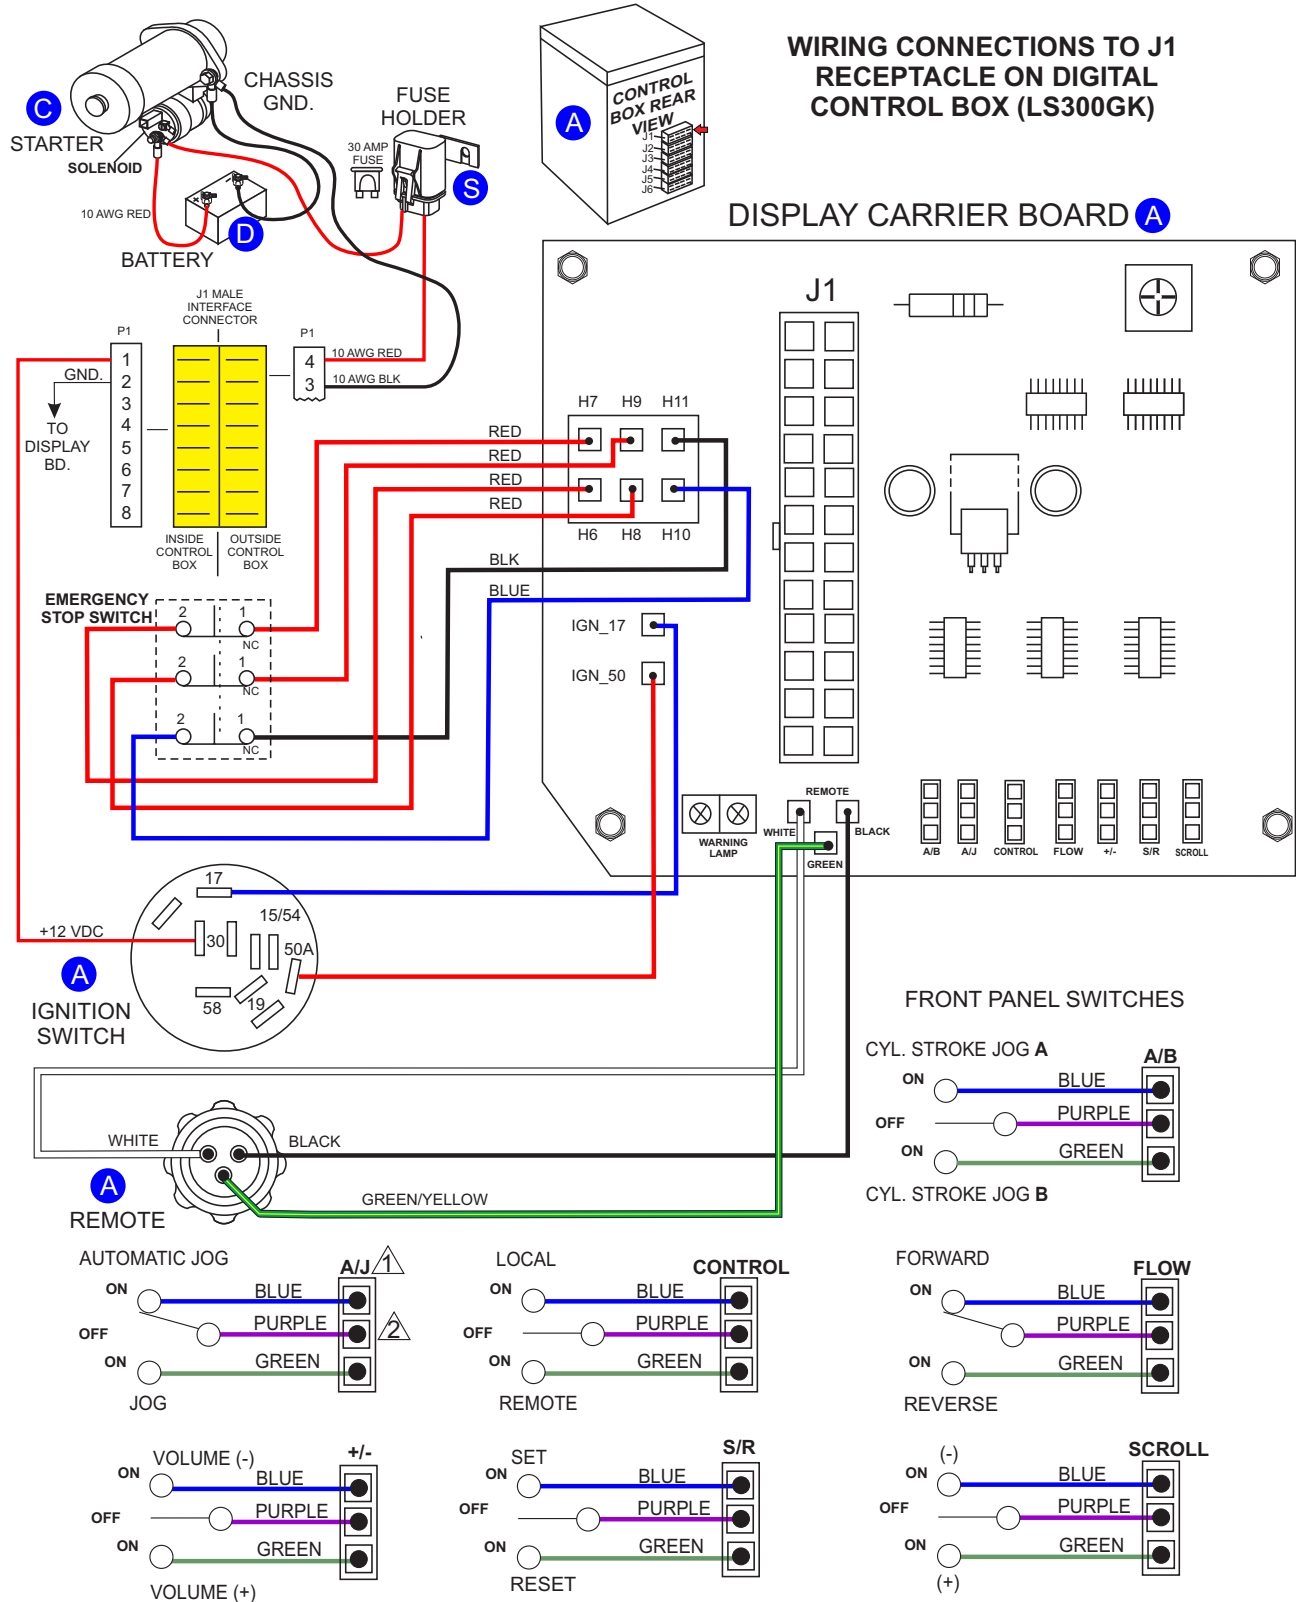 WIRING CONNECTIONS TO J1
RECEPTACLE ON DIGITAL
CONTROL BOX (LS300GK)
C
STARTER
SOLENOID
CHASSIS
GND.
FUSE
HOLDER
30 AMP
FUSE
S
10 AWG RED
D
BATTERY
A
CONTROL
BOX REAR
VIEW
J1
J2
J3
J4
J5
J6
DISPLAY CARRIER BOARD A
J1 MALE
INTERFACE
CONNECTOR
P1
1
2
3
4
5
6
7
8
GND.
TO
DISPLAY
BD.
P1
4
3
10 AWG RED
10 AWG BLK
INSIDE
CONTROL
BOX
OUTSIDE
CONTROL
BOX
J1
H7 H9 H11
H6 H8 H10
RED
RED
RED
RED
BLK
BLUE
EMERGENCY
STOP SWITCH
2 1
NC
2 1
NC
2 1
NC
IGN_17
IGN_50
WARNING
LAMP
REMOTE
WHITE
BLACK
GREEN
A/B A/J CONTROL FLOW +/- S/R SCROLL
17
15/54
30
50A
58
19
+12 VDC
A
IGNITION
SWITCH
WHITE
BLACK
GREEN/YELLOW
A
REMOTE
FRONT PANEL SWITCHES
CYL. STROKE JOG A
A/B
ON
BLUE
OFF
PURPLE
ON
GREEN
CYL. STROKE JOG B
AUTOMATIC JOG
A/J
1
ON
BLUE
OFF
PURPLE
2
ON
GREEN
JOG
LOCAL
CONTROL
ON
BLUE
OFF
PURPLE
ON
GREEN
REMOTE
FORWARD
FLOW
ON
BLUE
OFF
PURPLE
ON
GREEN
REVERSE
VOLUME (-)
+/-
ON
BLUE
OFF
PURPLE
ON
GREEN
VOLUME (+)
SET
S/R
ON
BLUE
OFF
PURPLE
ON
GREEN
RESET
(-)
SCROLL
ON
BLUE
OFF
PURPLE
ON
GREEN
(+)